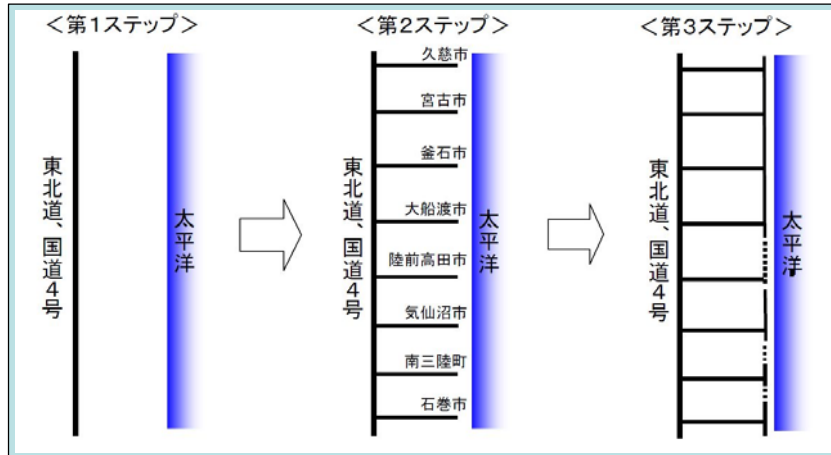 <第1ステップ>
東北道、国道4号
太平洋
<第2ステップ>
東北道、国道4号
久慈市
宮古市
釜石市
大船渡市
陸前高田市
気仙沼市
南三陸町
石巻市
太平洋
<第3ステップ>
東北道、国道4号
太平洋